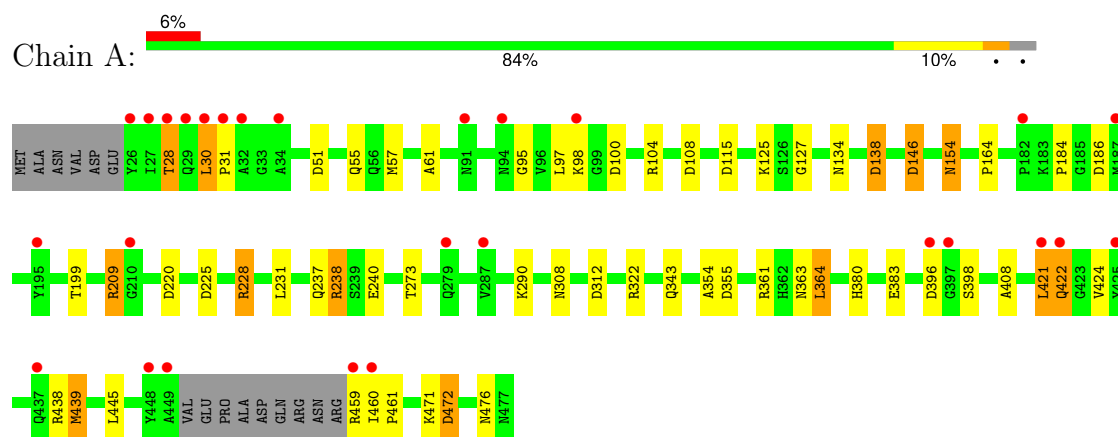 6%
Chain A:
84% 10% • •
MET ALA ASN VAL ASP GLU Y26 I27 T28 Q29 L30 P31 A32 G33 A34 D51 Q55 Q56 M57 A61 N91 N94 G95 V96 L97 K98 G99 D100 R104 D108 D115 K125 S126 G127 N134 D138 D146 N154 P164 P182 K183 P184 G185 D186 M187
Y195 T199 R209 G210 D220 D225 R228 L231 Q237 R238 S239 E240 T273 Q279 V287 K290 N308 D312 R322 Q343 A354 D355 R361 H362 N363 L364 H380 E383 D396 G397 S398 A408 L421 Q422 G423 V424 Y425
Q437 R438 M439 L445 Y448 A449 VAL GLU PRO ALA ASP GLN ARG ASN ARG R459 I460 P461 K471 D472 N476 N477